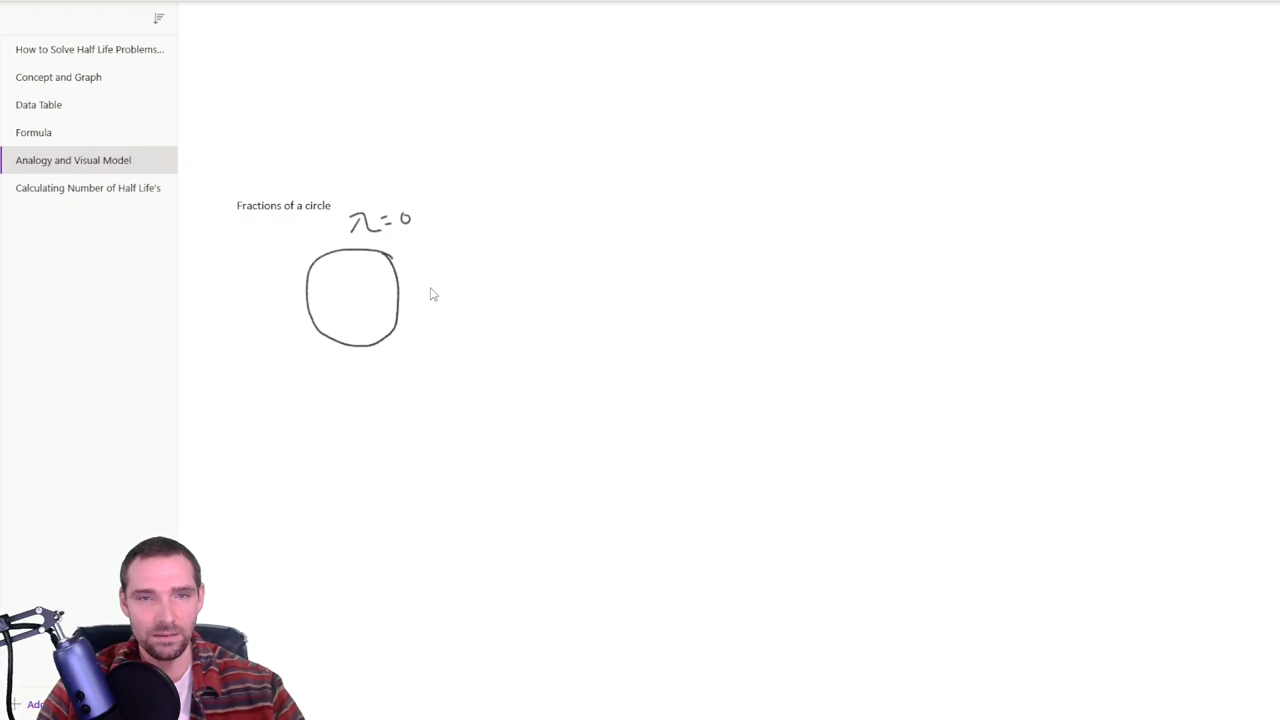 How to Solve Half Life Problems...
Concept and Graph
Data Table
Formula
Analogy and Visual Model
Calculating Number of Half Life's
Fractions of a circle
λ=0